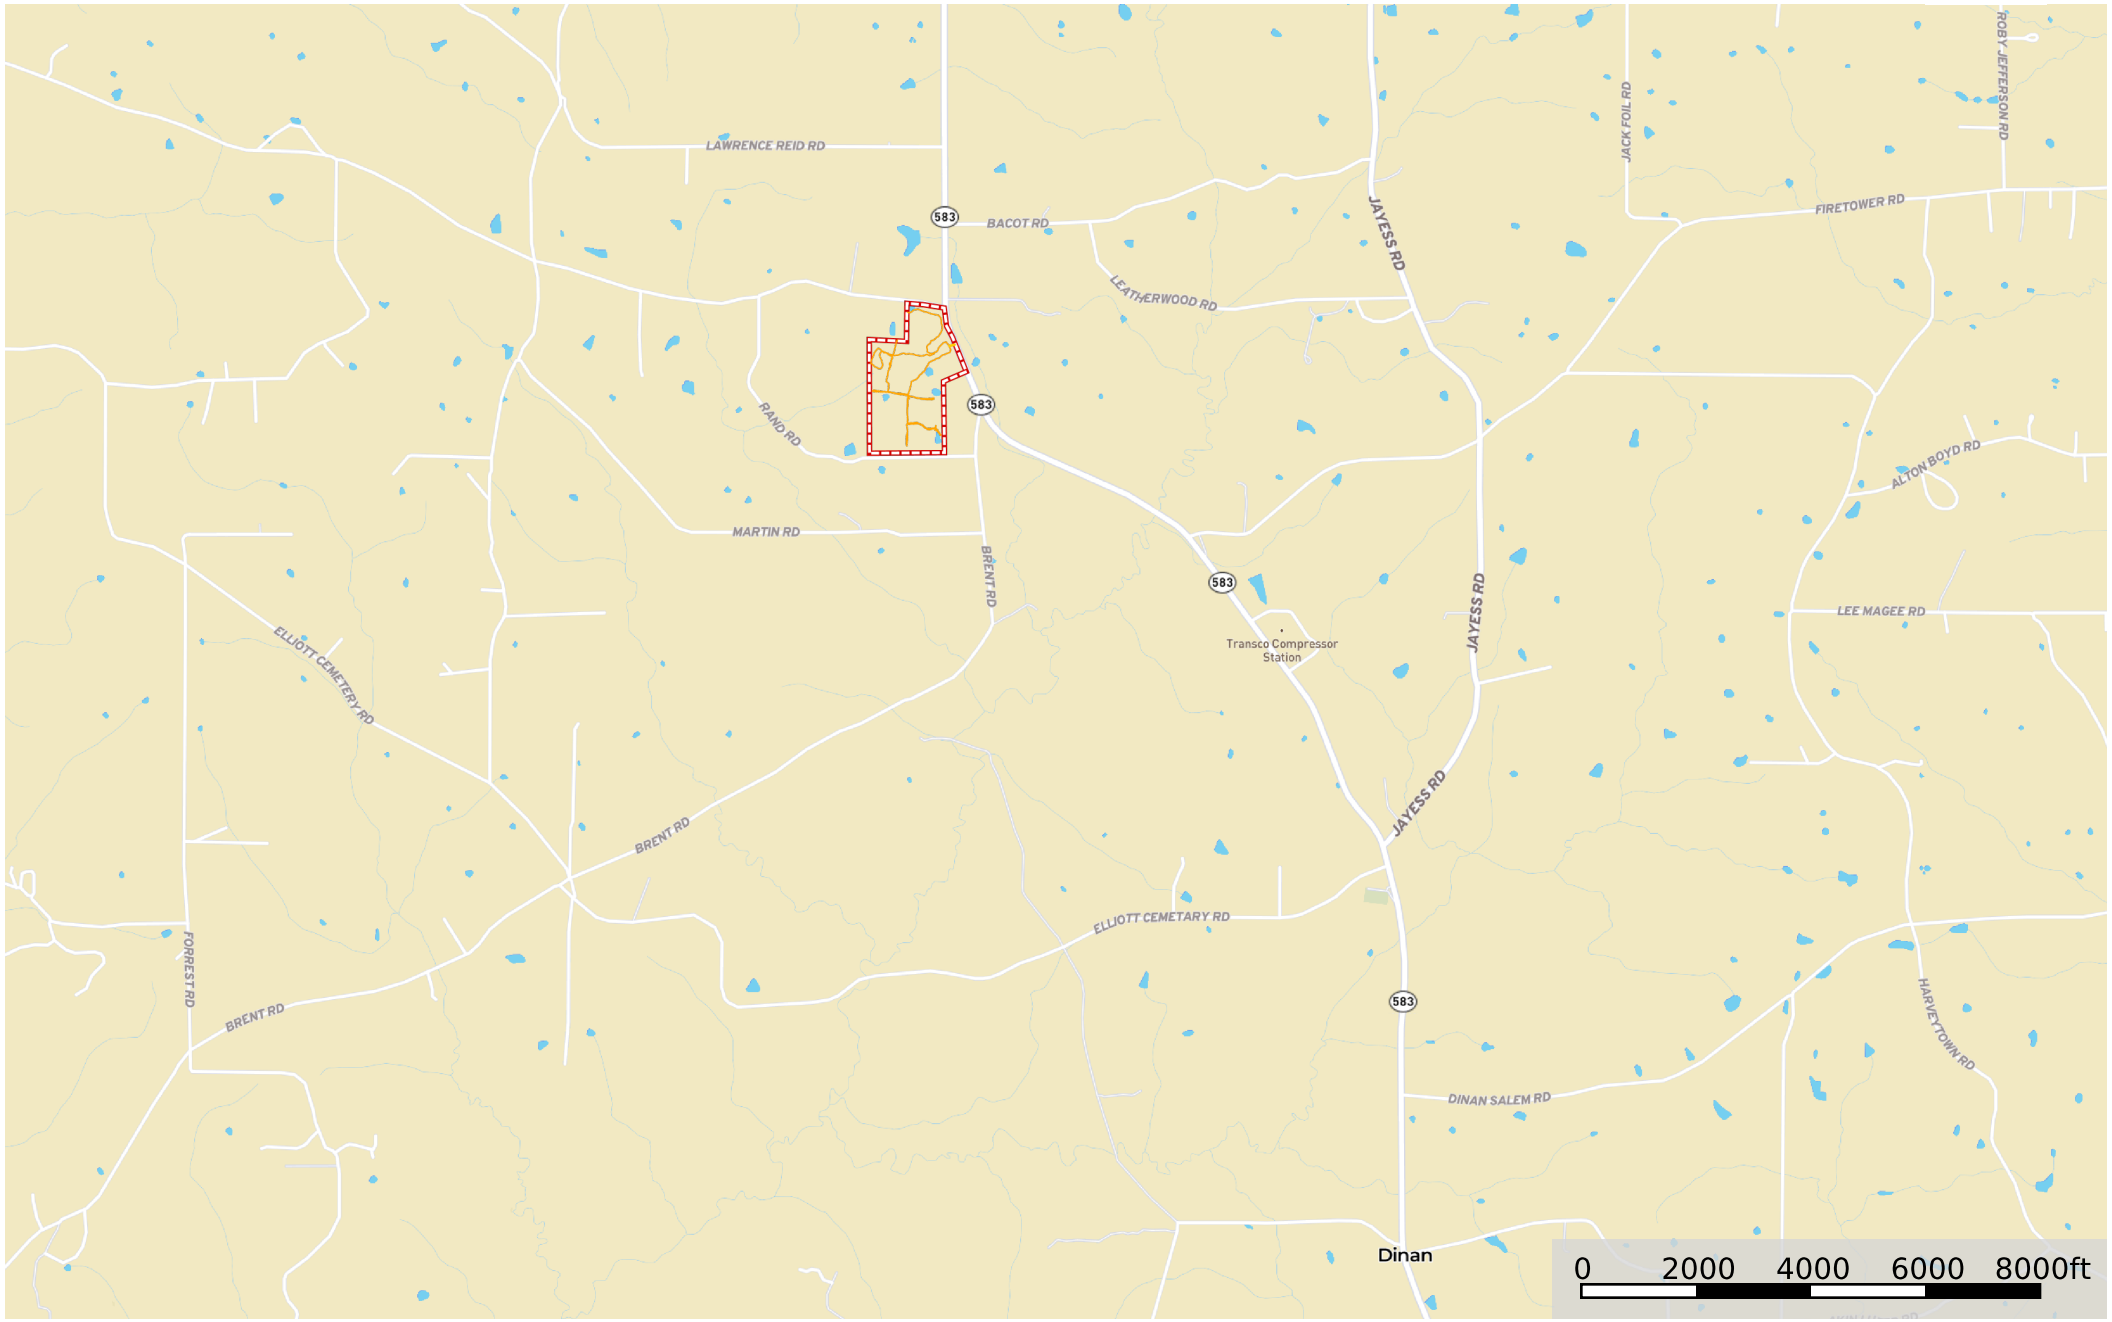 ROBY JEFFERSON RD
JACK FOIL RD
LAWRENCE REID RD
583
BACOT RD
FIRETOWER RD
JAYESS RD
LEATHERWOOD RD
583
RAND RD
ALTON BOYD RD
MARTIN RD
BRENT RD
583
JAYESS RD
LEE MAGEE RD
Transco Compressor
Station
ELLIOTT CEMETERY RD
JAYESS RD
BRENT RD
ELLIOTT CEMETARY RD
FORREST RD
583
BRENT RD
HARVEYTOWN RD
DINAN SALEM RD
Dinan
0 2000 4000 6000 8000ft